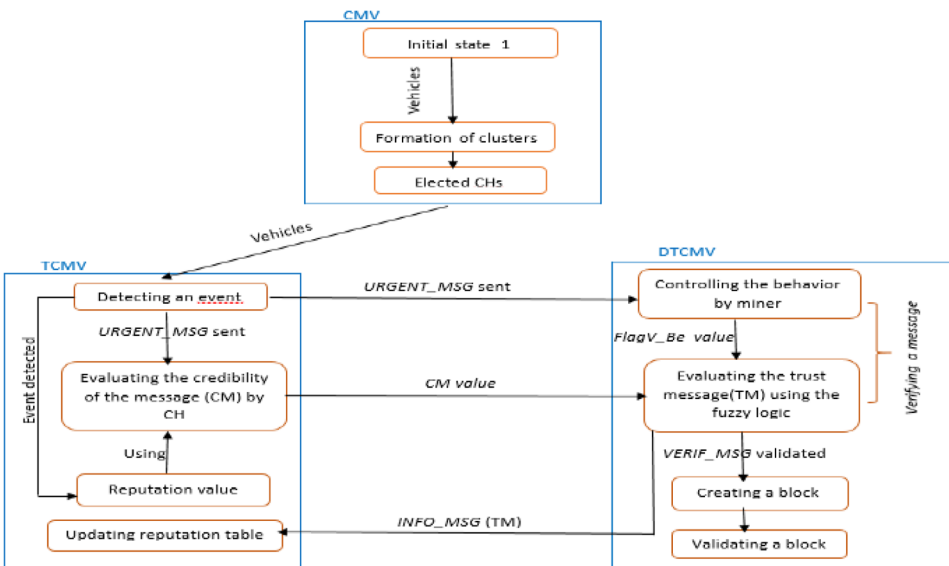 CMV
Initial state 1
Vehicles
Formation of clusters
Elected CHs
Vehicles
TCMV
Detecting an event
URGENT_MSG sent
Event detected
Evaluating the credibility
of the message (CM) by
CH
Using
Reputation value
Updating reputation table
URGENT_MSG sent
CM value
INFO_MSG (TM)
DTCMV
Controlling the behavior
by miner
FlagV_Be value
Evaluating the trust
message(TM) using the
fuzzy logic
VERIF_MSG validated
Creating a block
Validating a block
Verifying a message